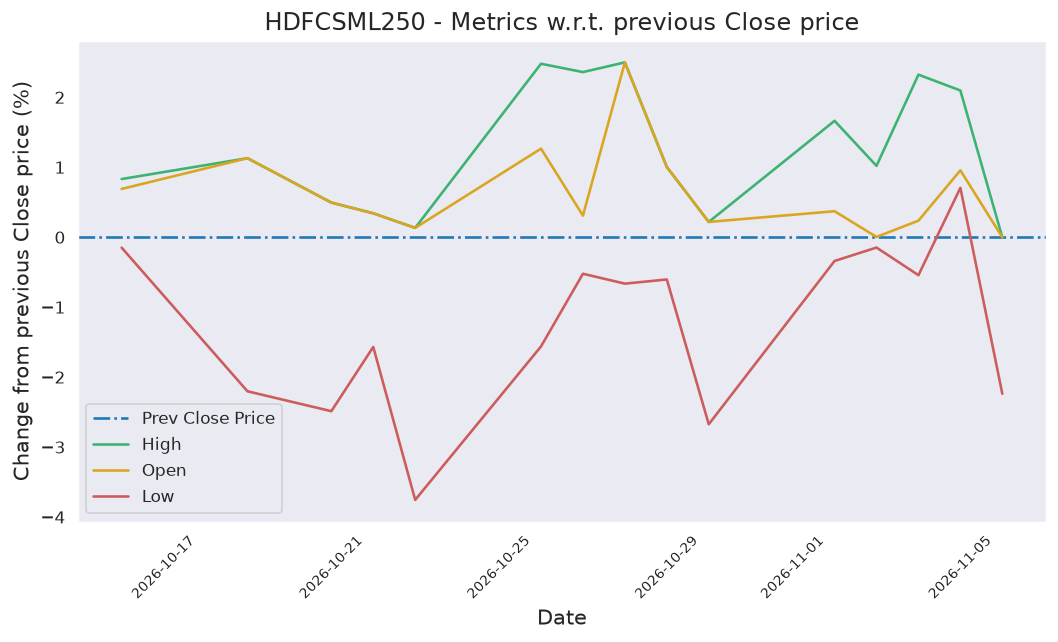 HDFCSML250 - Metrics w.r.t. previous Close price
Change from previous Close price (%)
2
1
0
−1
−2
−3
−4
Prev Close Price
High
Open
Low
2026-10-17
2026-10-21
2026-10-25
2026-10-29
2026-11-01
2026-11-05
Date